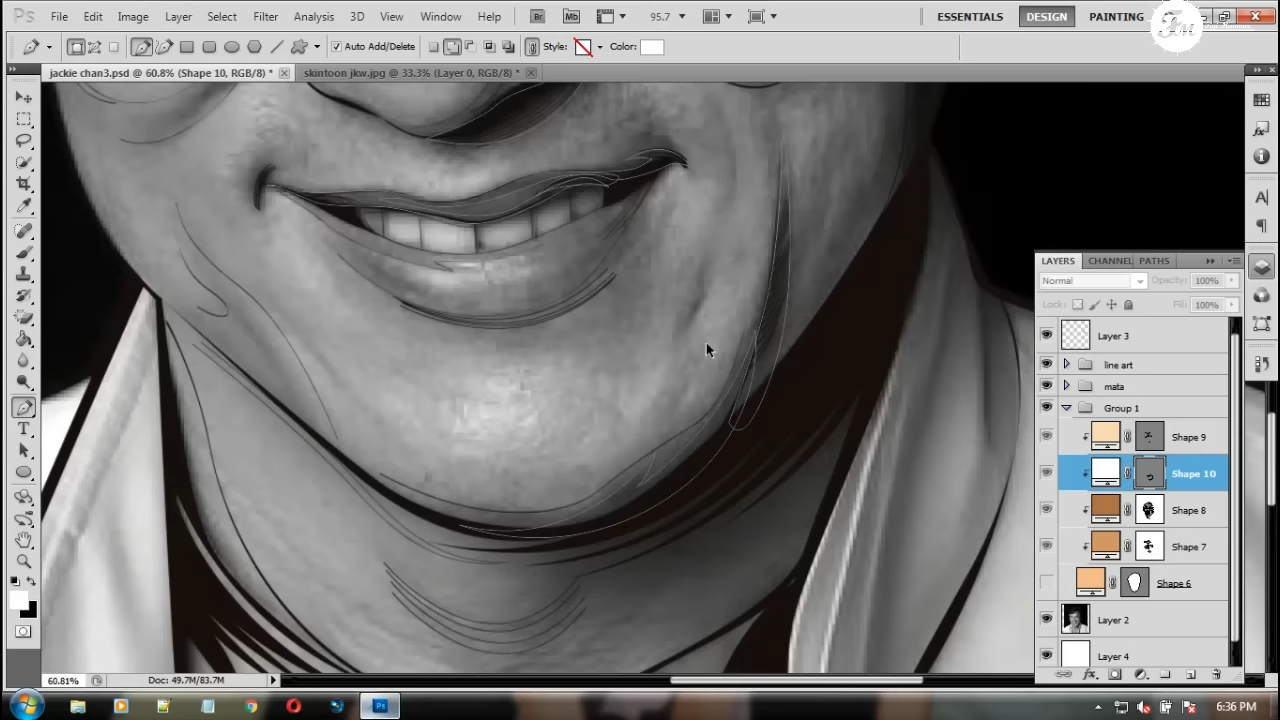 Ps File Edit Image Layer Select Filter Analysis 3D View Window Help Br Mb 95.7 ESSENTIALS DESIGN PAINTING
Auto Add/Delete Style: Color:
jackie chan3.psd @ 60.8% (Shape 10, RGB/8) * skintoon jkw.jpg @ 33.3% (Layer 0, RGB/8) *
LAYERS CHANNEL PATHS
Normal Opacity: 100%
Lock: Fill: 100%
Layer 3
line art
mata
Group 1
Shape 9
Shape 10
Shape 8
Shape 7
Shape 6
Layer 2
Layer 4
60.81% Doc: 49.7M/83.7M
Ps 6:36 PM